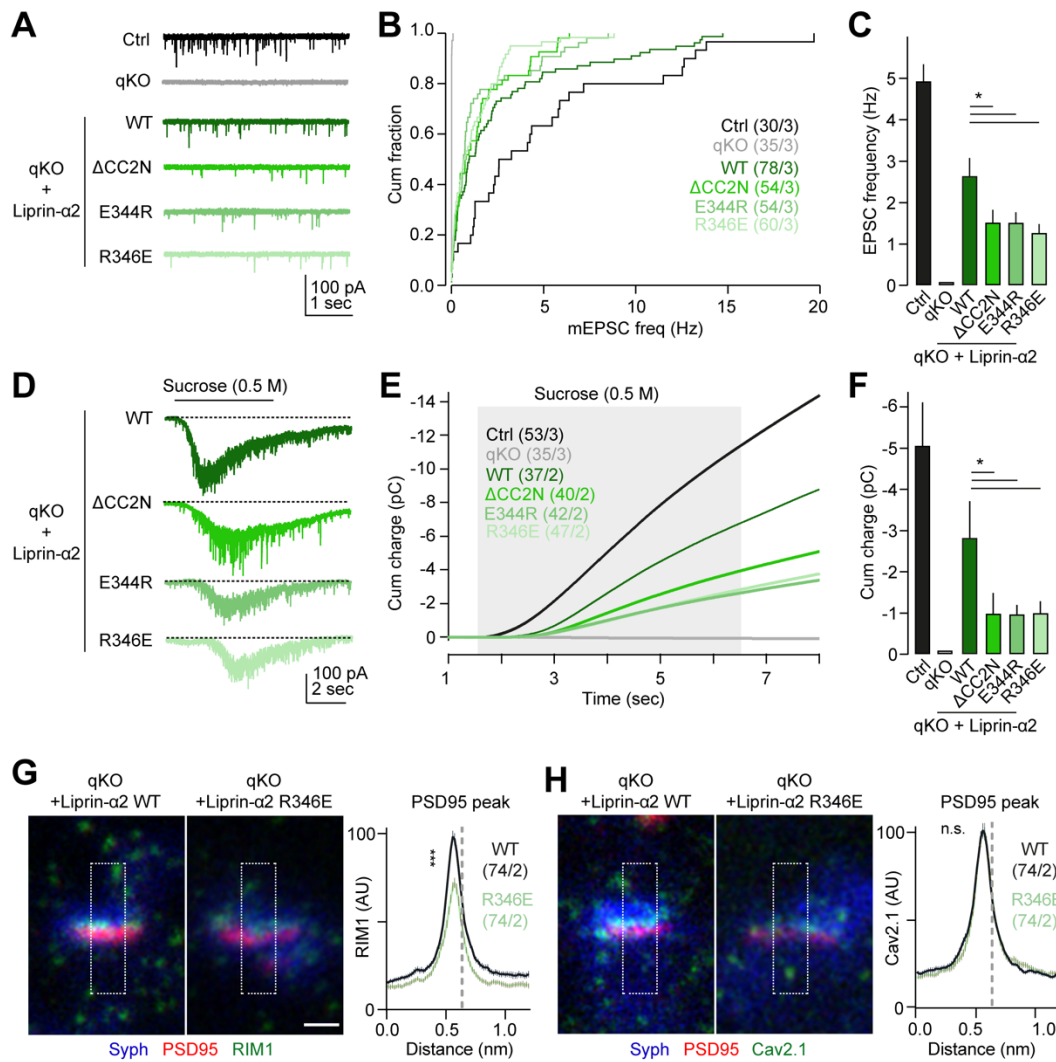 A
Ctrl
qKO
WT
ΔCC2N
E344R
R346E
qKO
+
Liprin-α2
100 pA
1 sec
B
Cum fraction
1.0
0.8
0.6
0.4
0.2
0.0
Ctrl (30/3)
qKO (35/3)
WT (78/3)
ΔCC2N (54/3)
E344R (54/3)
R346E (60/3)
0
5
10
15
20
mEPSC freq (Hz)
C
EPSC frequency (Hz)
5
4
3
2
1
0
*
Ctrl
qKO
WT
ΔCC2N
E344R
R346E
qKO + Liprin-α2
D
Sucrose (0.5 M)
WT
ΔCC2N
E344R
R346E
qKO
+
Liprin-α2
100 pA
2 sec
E
Cum charge (pC)
-14
-12
-10
-8
-6
-4
-2
0
Sucrose (0.5 M)
Ctrl (53/3)
qKO (35/3)
WT (37/2)
ΔCC2N (40/2)
E344R (42/2)
R346E (47/2)
1
3
5
7
Time (sec)
F
Cum charge (pC)
-6
-5
-4
-3
-2
-1
0
*
Ctrl
qKO
WT
ΔCC2N
E344R
R346E
qKO + Liprin-α2
G
qKO
+Liprin-α2 WT
qKO
+Liprin-α2 R346E
Syph PSD95 RIM1
PSD95 peak
RIM1 (AU)
100
0
***
WT
(74/2)
R346E
(74/2)
0.0
0.5
1.0
Distance (nm)
H
qKO
+Liprin-α2 WT
qKO
+Liprin-α2 R346E
Syph PSD95 Cav2.1
PSD95 peak
Cav2.1 (AU)
100
0
n.s.
WT
(74/2)
R346E
(74/2)
0.0
0.5
1.0
Distance (nm)